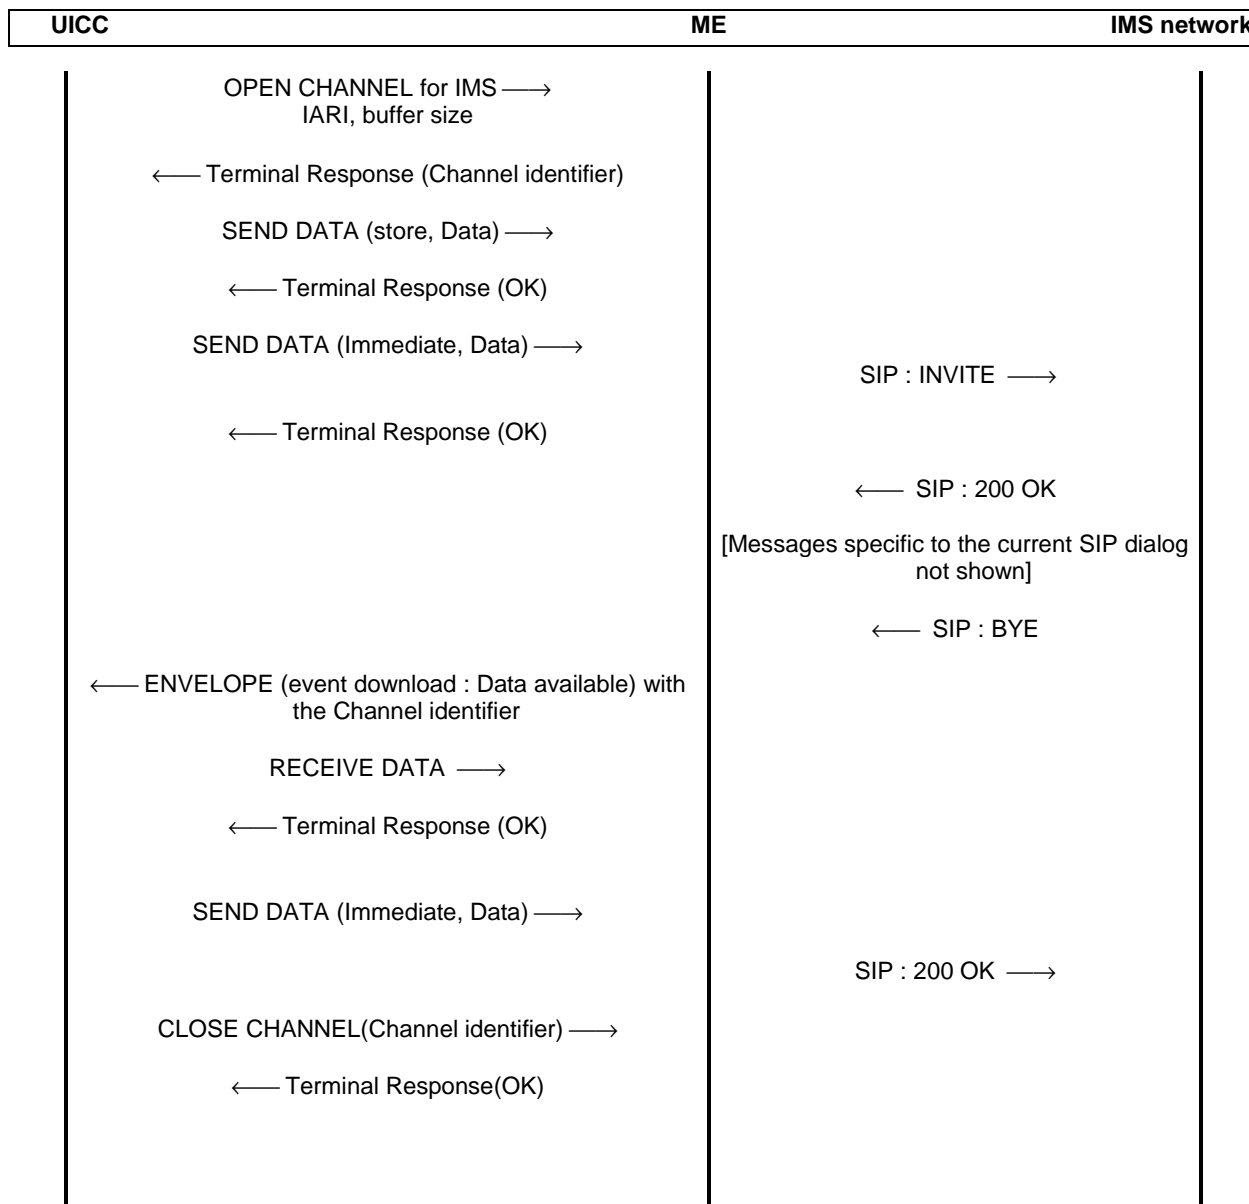 UICC ME IMS network
OPEN CHANNEL for IMS ⟶
IARI, buffer size
⟵ Terminal Response (Channel identifier)
SEND DATA (store, Data) ⟶
⟵ Terminal Response (OK)
SEND DATA (Immediate, Data) ⟶
SIP : INVITE ⟶
⟵ Terminal Response (OK)
⟵ SIP : 200 OK
[Messages specific to the current SIP dialog
not shown]
⟵ SIP : BYE
⟵ ENVELOPE (event download : Data available) with
the Channel identifier
RECEIVE DATA ⟶
⟵ Terminal Response (OK)
SEND DATA (Immediate, Data) ⟶
SIP : 200 OK ⟶
CLOSE CHANNEL(Channel identifier) ⟶
⟵ Terminal Response(OK)